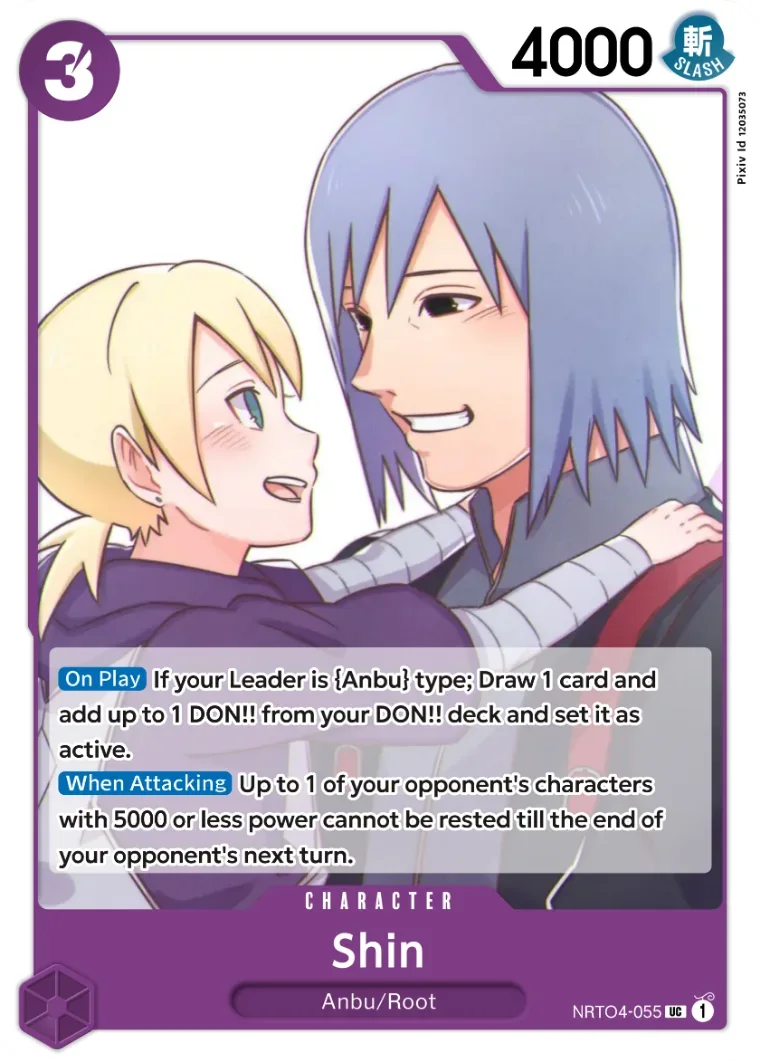 3
4000
斬
SLASH
Pixiv Id 12035073
On Play If your Leader is {Anbu} type; Draw 1 card and
add up to 1 DON!! from your DON!! deck and set it as
active.
When Attacking Up to 1 of your opponent's characters
with 5000 or less power cannot be rested till the end of
your opponent's next turn.
CHARACTER
Shin
Anbu/Root
NRTO4-055 UC 1